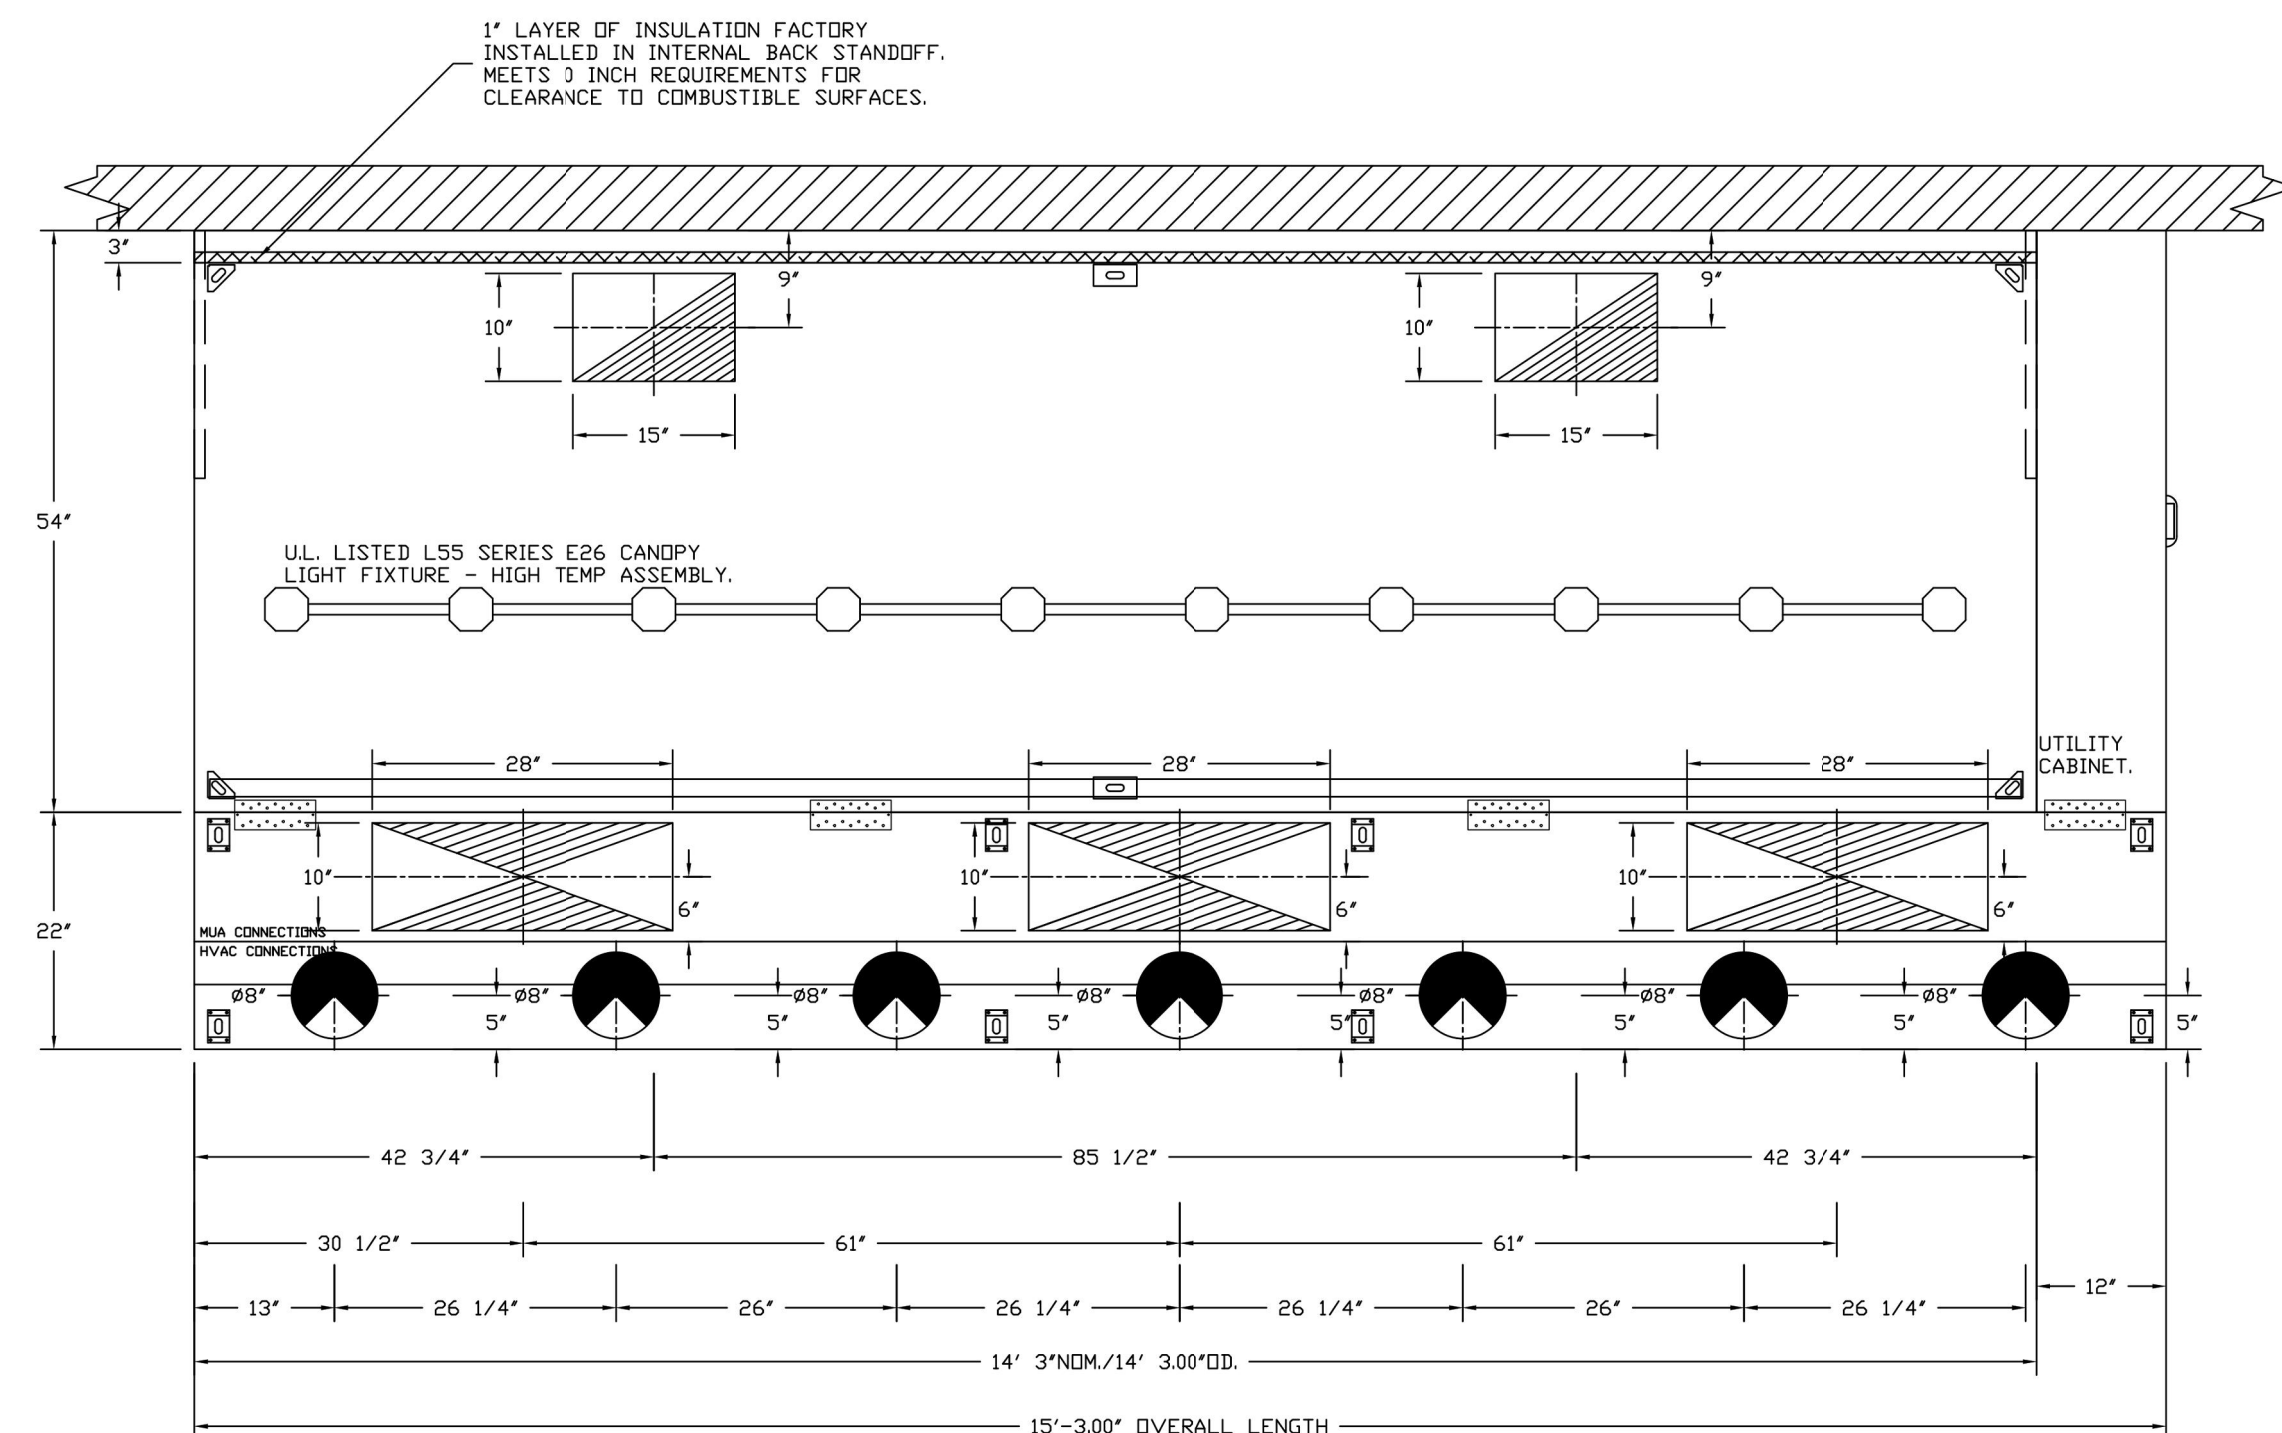 1" LAYER OF INSULATION FACTORY
INSTALLED IN INTERNAL BACK STANDOFF.
MEETS 0 INCH REQUIREMENTS FOR
CLEARANCE TO COMBUSTIBLE SURFACES.
3"
9"
9"
10"
10"
15"
15"
54"
U.L. LISTED L55 SERIES E26 CANOPY
LIGHT FIXTURE - HIGH TEMP ASSEMBLY.
UTILITY
CABINET.
28"
28"
28"
10"
10"
10"
6"
6"
6"
22"
MUA CONNECTIONS
HVAC CONNECTIONS
Ø8"
Ø8"
Ø8"
Ø8"
Ø8"
Ø8"
Ø8"
5"
5"
5"
5"
5"
5"
5"
42 3/4"
85 1/2"
42 3/4"
30 1/2"
61"
61"
12"
13"
26 1/4"
26"
26 1/4"
26 1/4"
26"
26 1/4"
14' 3"NOM./14' 3.00"OD.
15'-3.00" OVERALL LENGTH